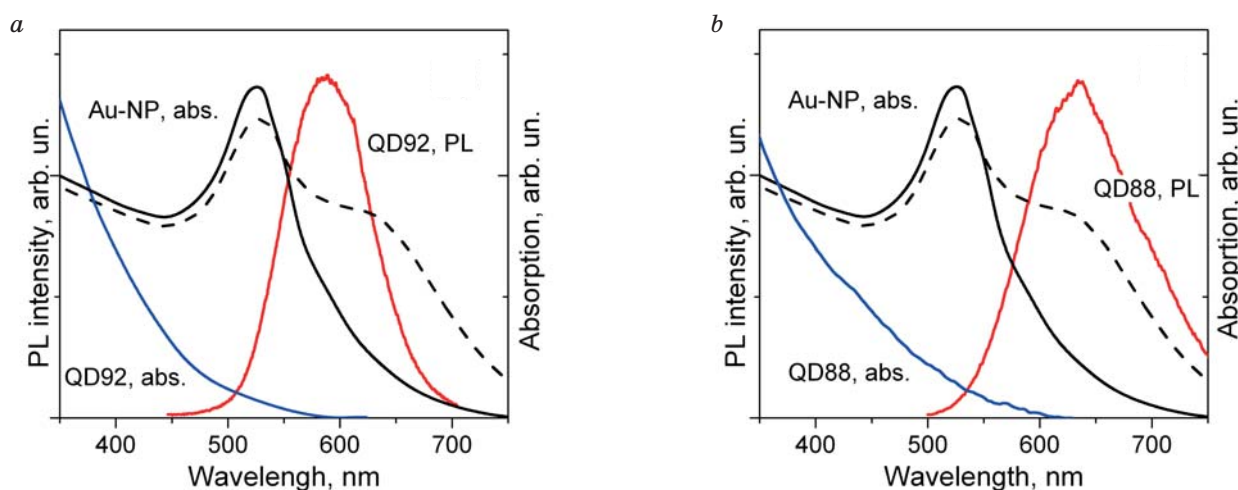 a
PL intensity, arb. un.
Au-NP, abs.
QD92, PL
QD92, abs.
Absorption, arb. un.
400
500
600
700
Wavelengh, nm
b
PL intensity, arb. un.
Au-NP, abs.
QD88, PL
QD88, abs.
Absoprtion, arb. un.
400
500
600
700
Wavelength, nm